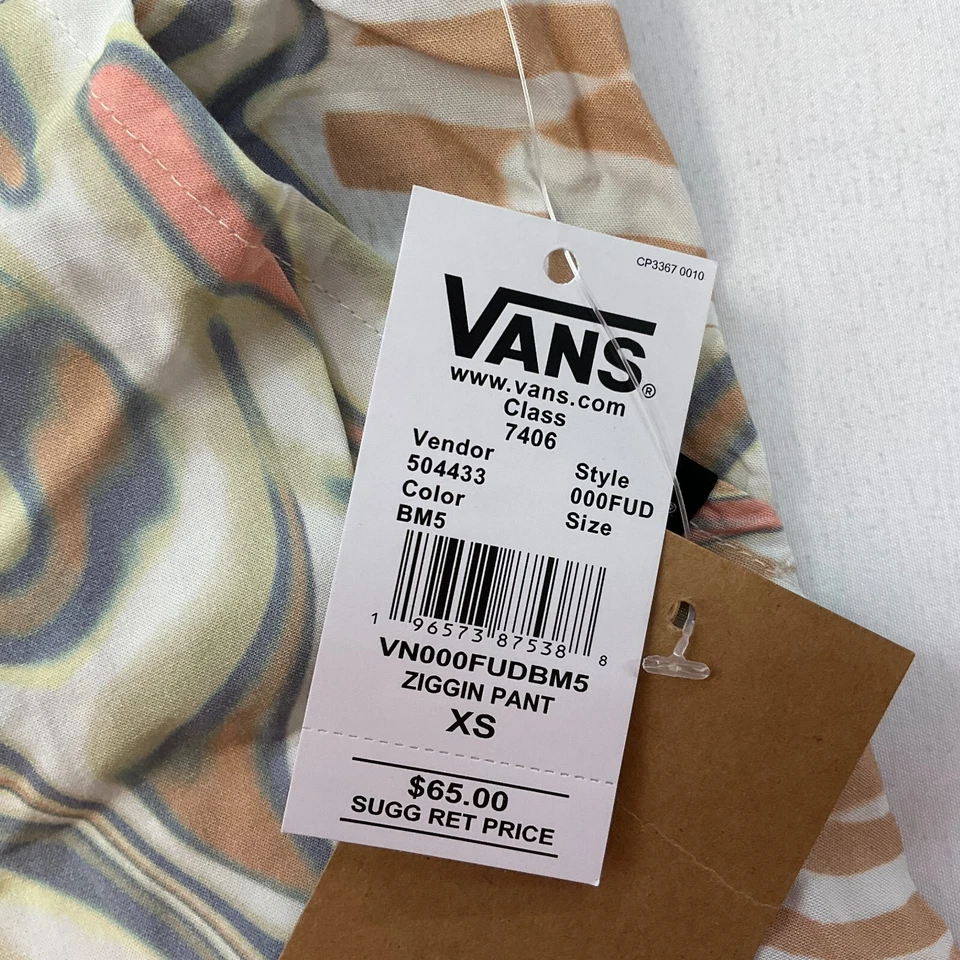 CP3367 0010
VANS®
www.vans.com
Class
7406
Vendor
504433
Style
000FUD
Color
BM5
Size
1 96573 87538 8
VN000FUDBM5
ZIGGIN PANT
XS
$65.00
SUGG RET PRICE
®